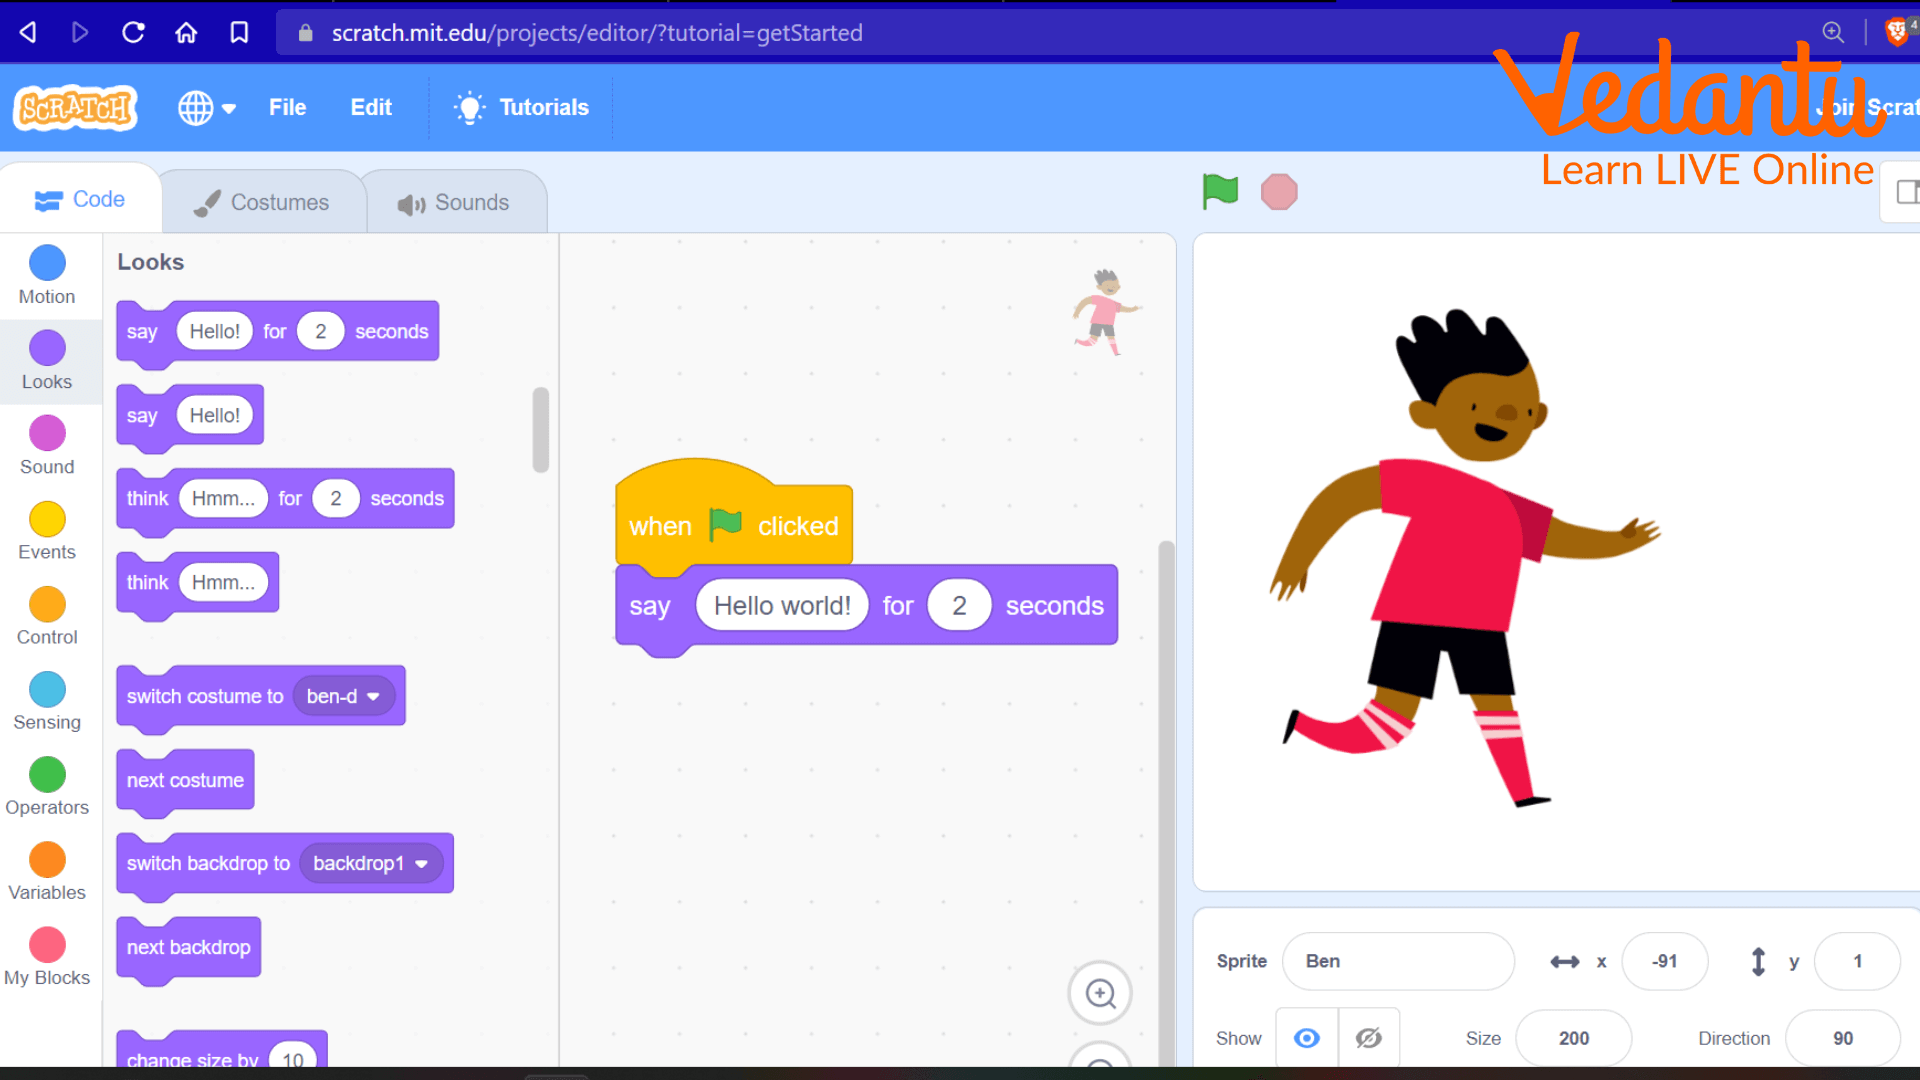 scratch.mit.edu/projects/editor/?tutorial=getStarted
4
SCRATCH
File
Edit
Tutorials
Join Scrat
Vedantu
Learn LIVE Online
Code
Costumes
Sounds
Motion
Looks
Sound
Events
Control
Sensing
Operators
Variables
My Blocks
Looks
say Hello! for 2 seconds
say Hello!
think Hmm... for 2 seconds
think Hmm...
switch costume to ben-d
next costume
switch backdrop to backdrop1
next backdrop
change size by 10
when clicked
say Hello world! for 2 seconds
Sprite Ben x -91 y 1
Show Size 200 Direction 90